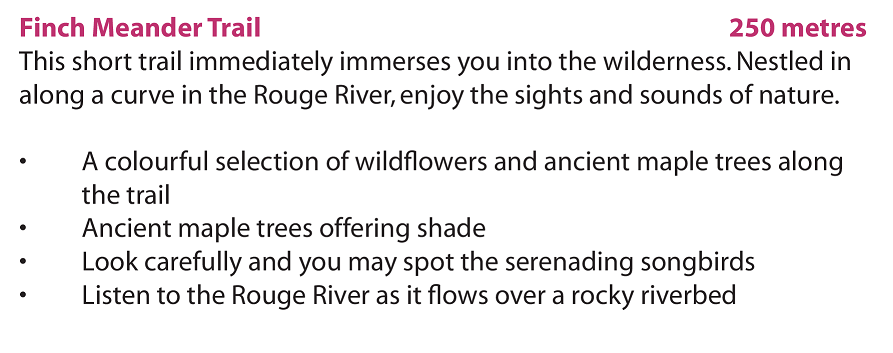 Finch Meander Trail 250 metres
This short trail immediately immerses you into the wilderness. Nestled in
along a curve in the Rouge River, enjoy the sights and sounds of nature.
• A colourful selection of wildflowers and ancient maple trees along
the trail
• Ancient maple trees offering shade
• Look carefully and you may spot the serenading songbirds
• Listen to the Rouge River as it flows over a rocky riverbed